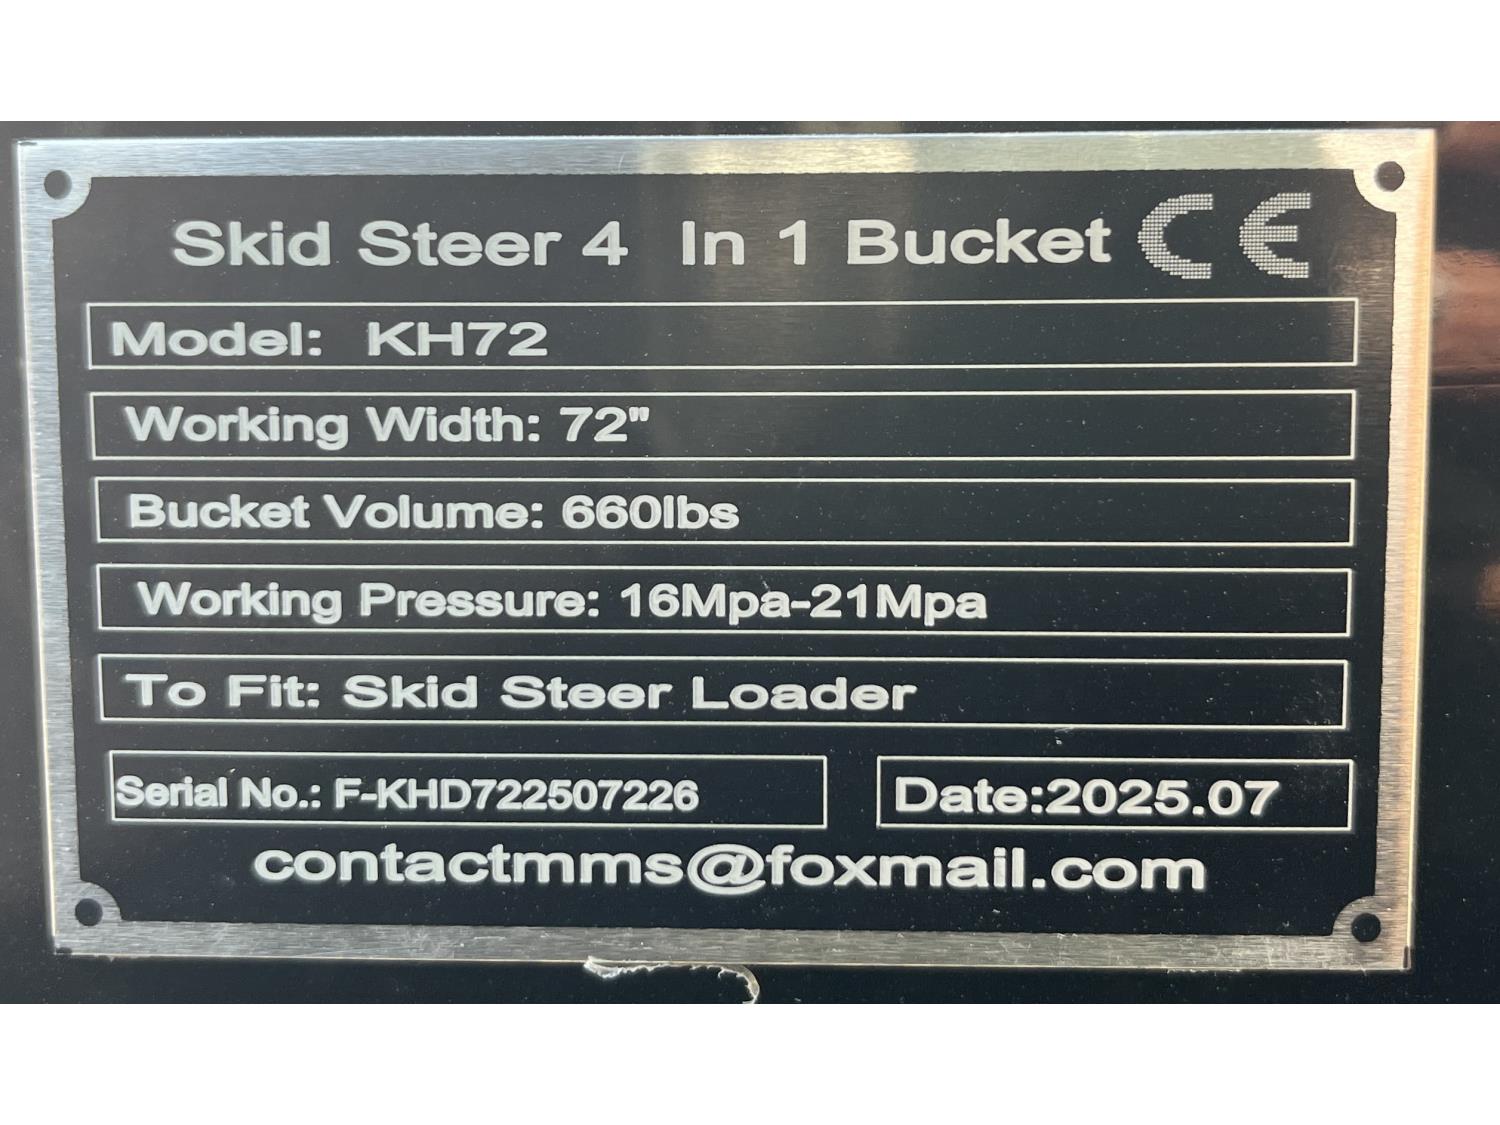 Skid Steer 4 In 1 Bucket CE
Model: KH72
Working Width: 72"
Bucket Volume: 660lbs
Working Pressure: 16Mpa-21Mpa
To Fit: Skid Steer Loader
Serial No.: F-KHD722507226
Date:2025.07
contactmms@foxmail.com